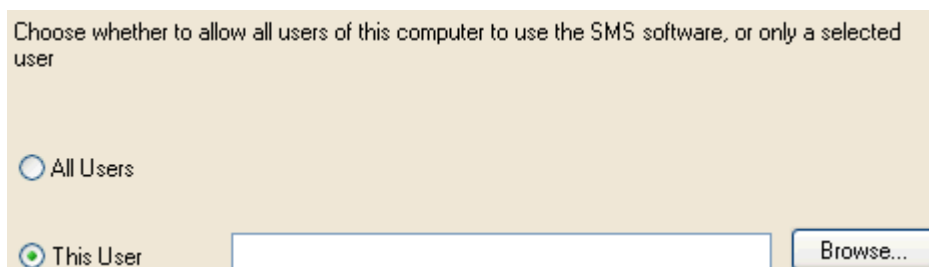 Choose whether to allow all users of this computer to use the SMS software, or only a selected
user
All Users
This User
Browse...